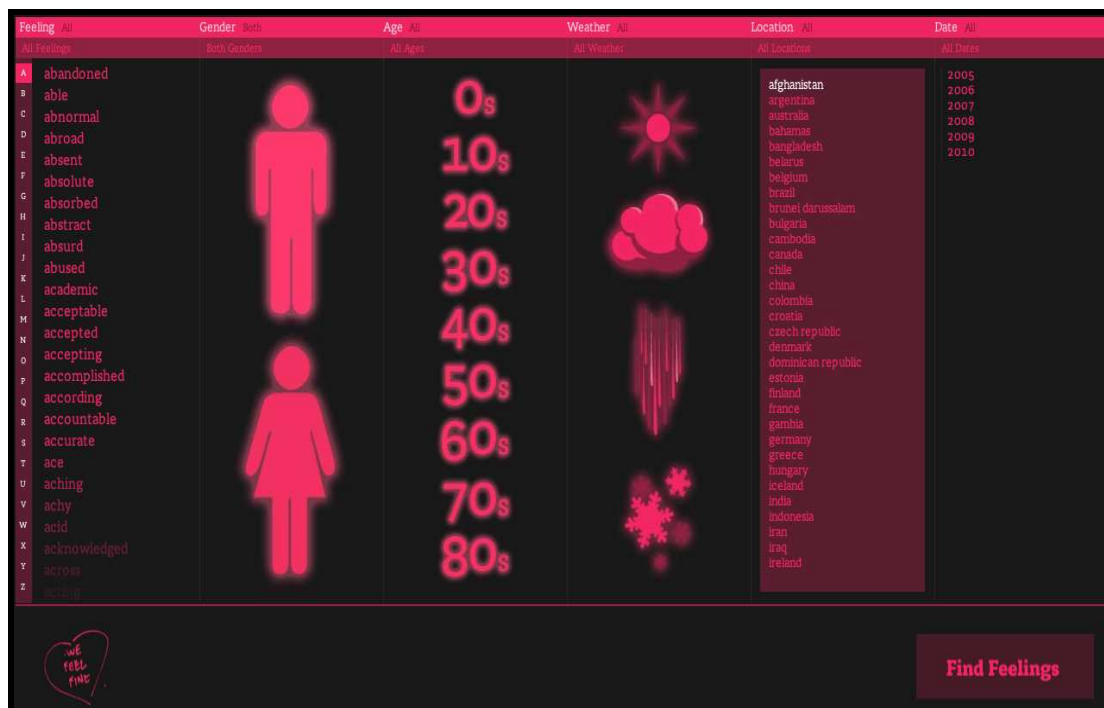 Feeling All
Gender Both
Age All
Weather All
Location All
Date All
All Feelings
Both Genders
All Ages
All Weather
All Locations
All Dates
A
B
C
D
E
F
G
H
I
J
K
L
M
N
O
P
Q
R
S
T
U
V
W
X
Y
Z
abandoned
able
abnormal
abroad
absent
absolute
absorbed
abstract
absurd
abused
academic
acceptable
accepted
accepting
accomplished
according
accountable
accurate
ace
aching
achy
acid
acknowledged
across
acting
0s
10s
20s
30s
40s
50s
60s
70s
80s
afghanistan
argentina
australia
bahamas
bangladesh
belarus
belgium
brazil
brunei darussalam
bulgaria
cambodia
canada
chile
china
colombia
croatia
czech republic
denmark
dominican republic
estonia
finland
france
gambia
germany
greece
hungary
iceland
india
indonesia
iran
iraq
ireland
2005
2006
2007
2008
2009
2010
WE
FEEL
FINE
Find Feelings